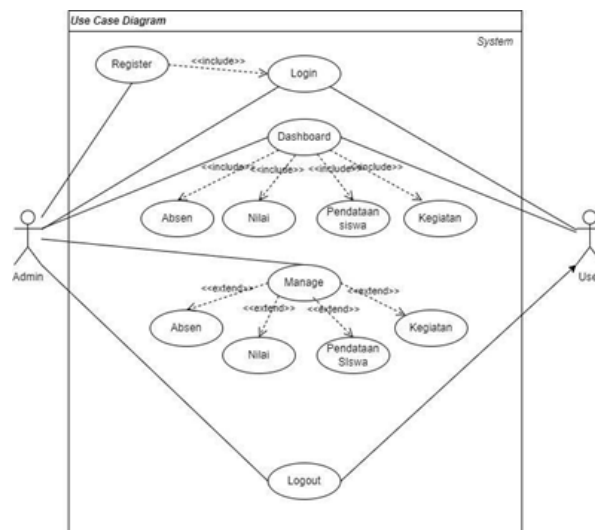 Use Case Diagram
System
Register
<<include>>
Login
Dashboard
<<include>>
<<include>>
<<include>>
<<include>>
Absen
Nilai
Pendataan
siswa
Kegiatan
Admin
Use
Manage
<<extend>>
<<extend>>
<<extend>>
<<extend>>
Absen
Nilai
Pendataan
SIswa
Kegiatan
Logout